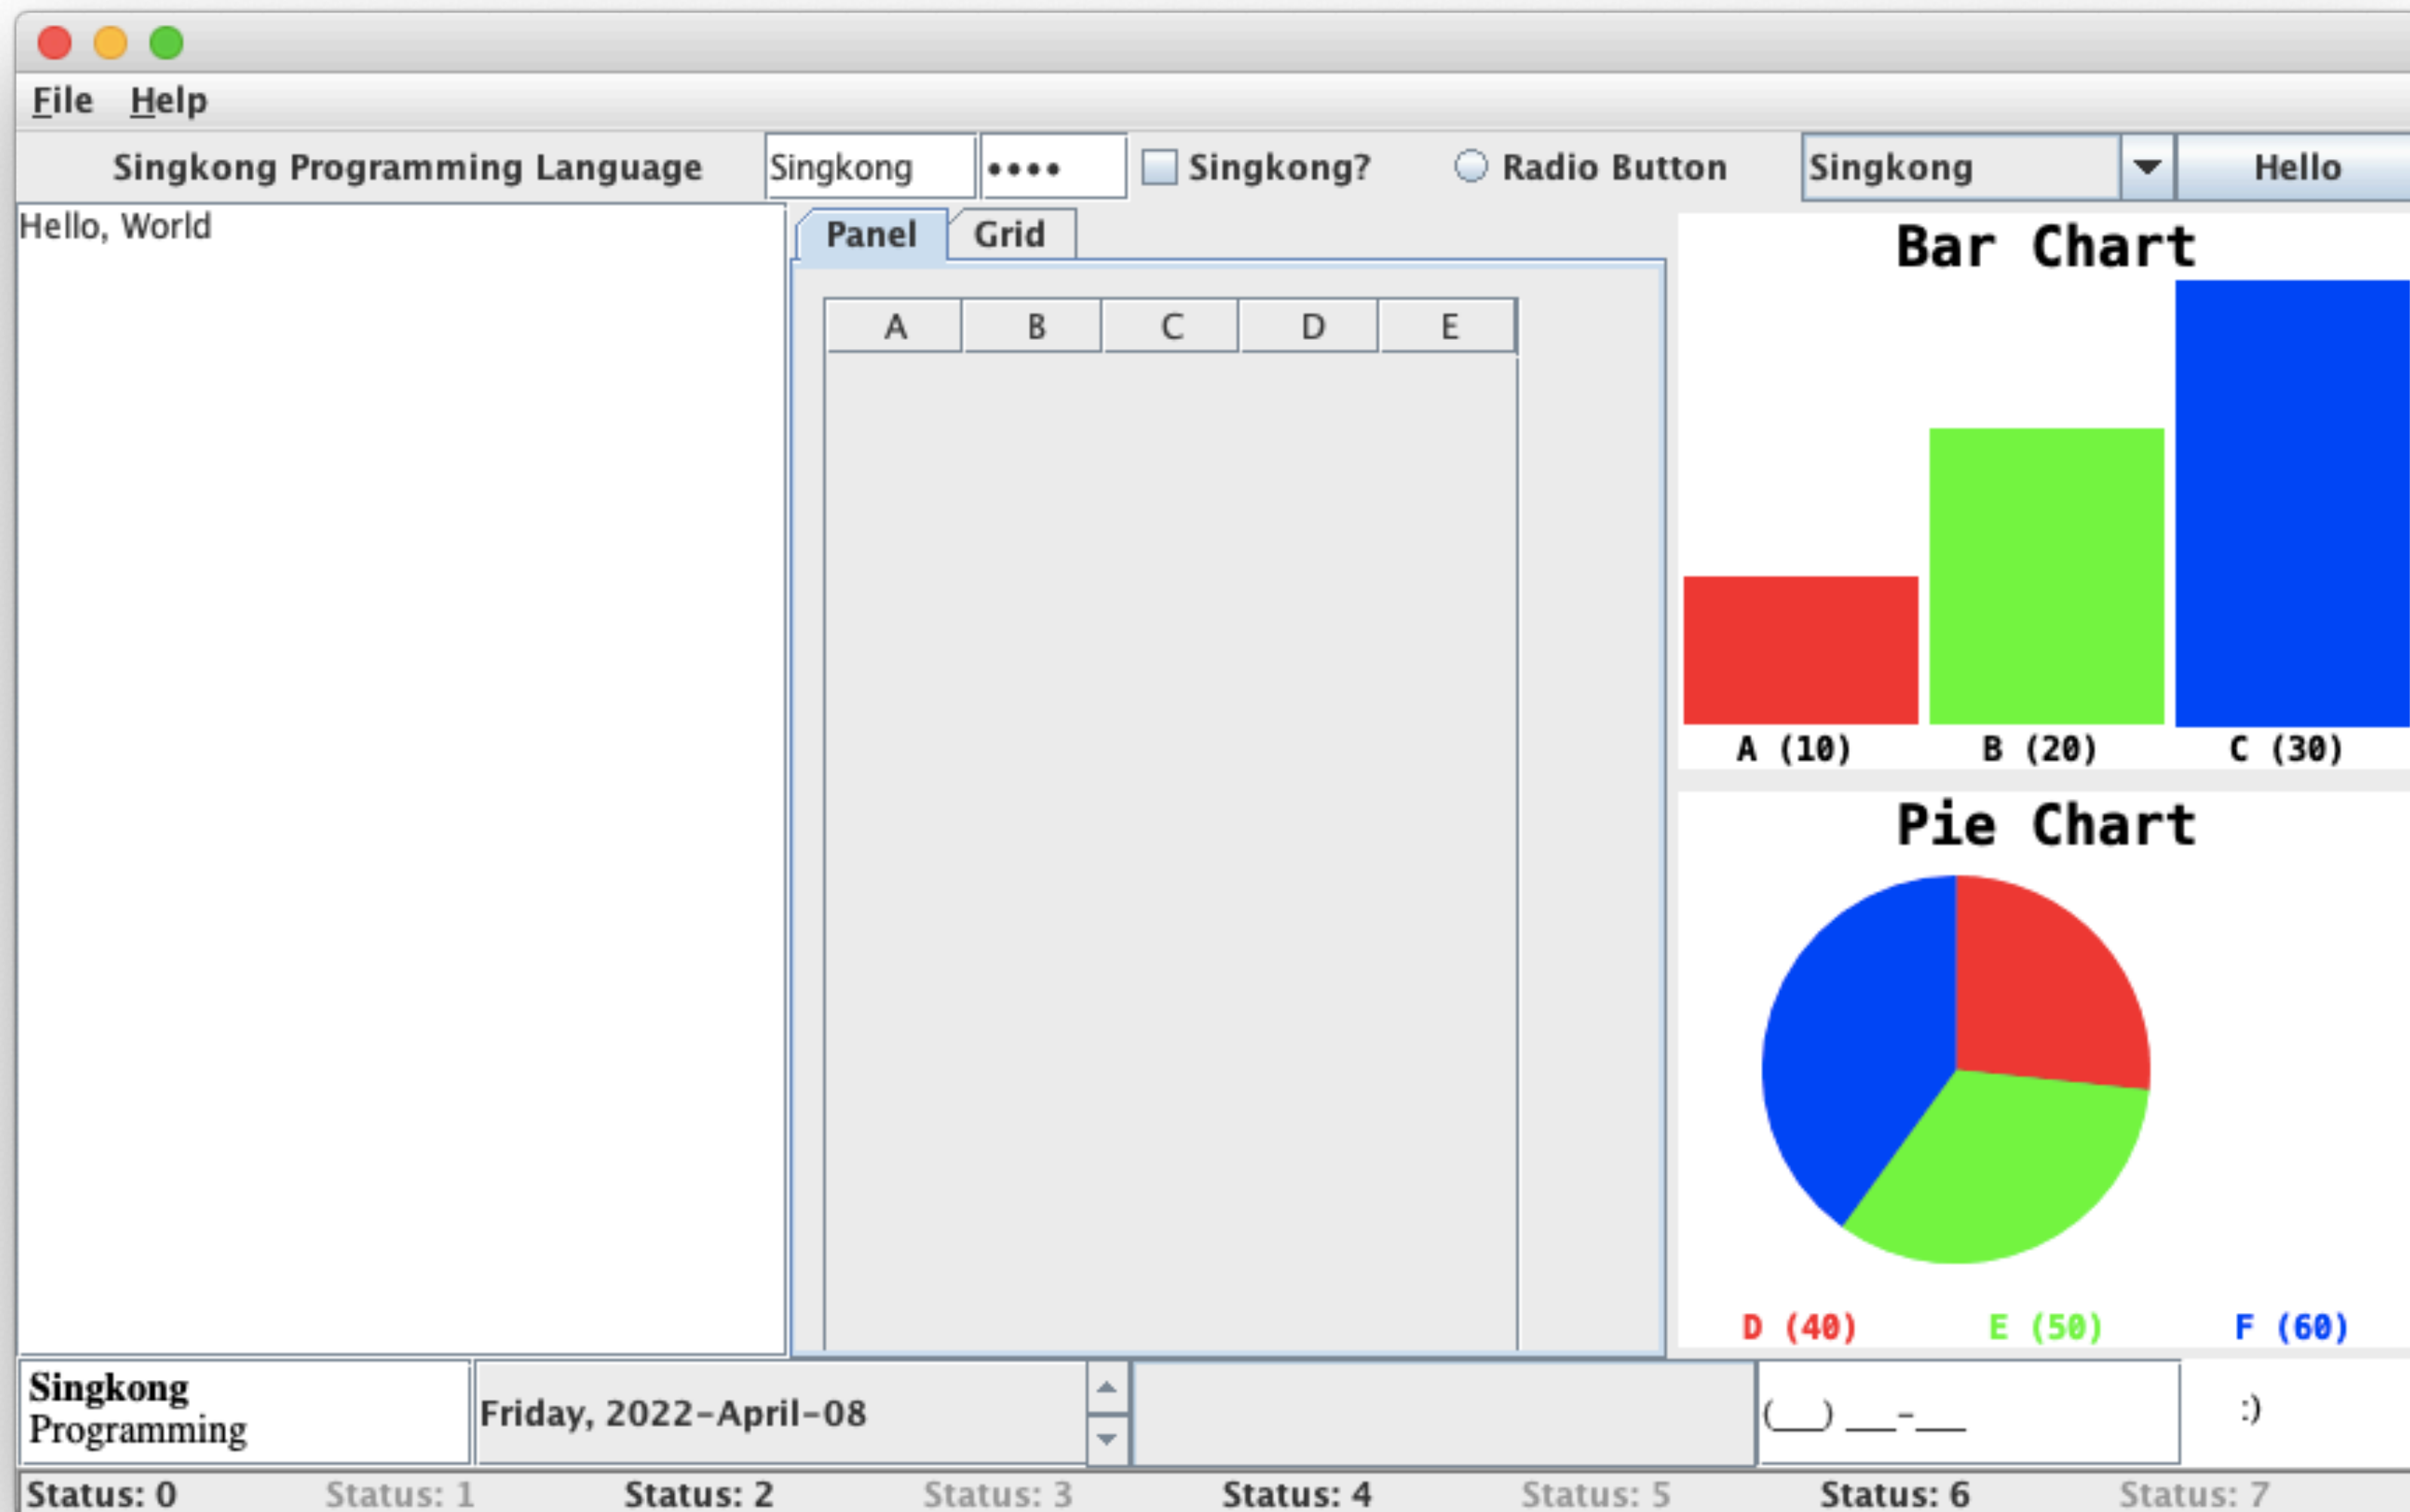 File Help
Singkong Programming Language Singkong •••• Singkong? Radio Button Singkong Hello
Hello, World
Panel Grid
A B C D E
Bar Chart
A (10) B (20) C (30)
Pie Chart
D (40) E (50) F (60)
Singkong
Programming
Friday, 2022-April-08
(___) ___-___
:)
Status: 0 Status: 1 Status: 2 Status: 3 Status: 4 Status: 5 Status: 6 Status: 7